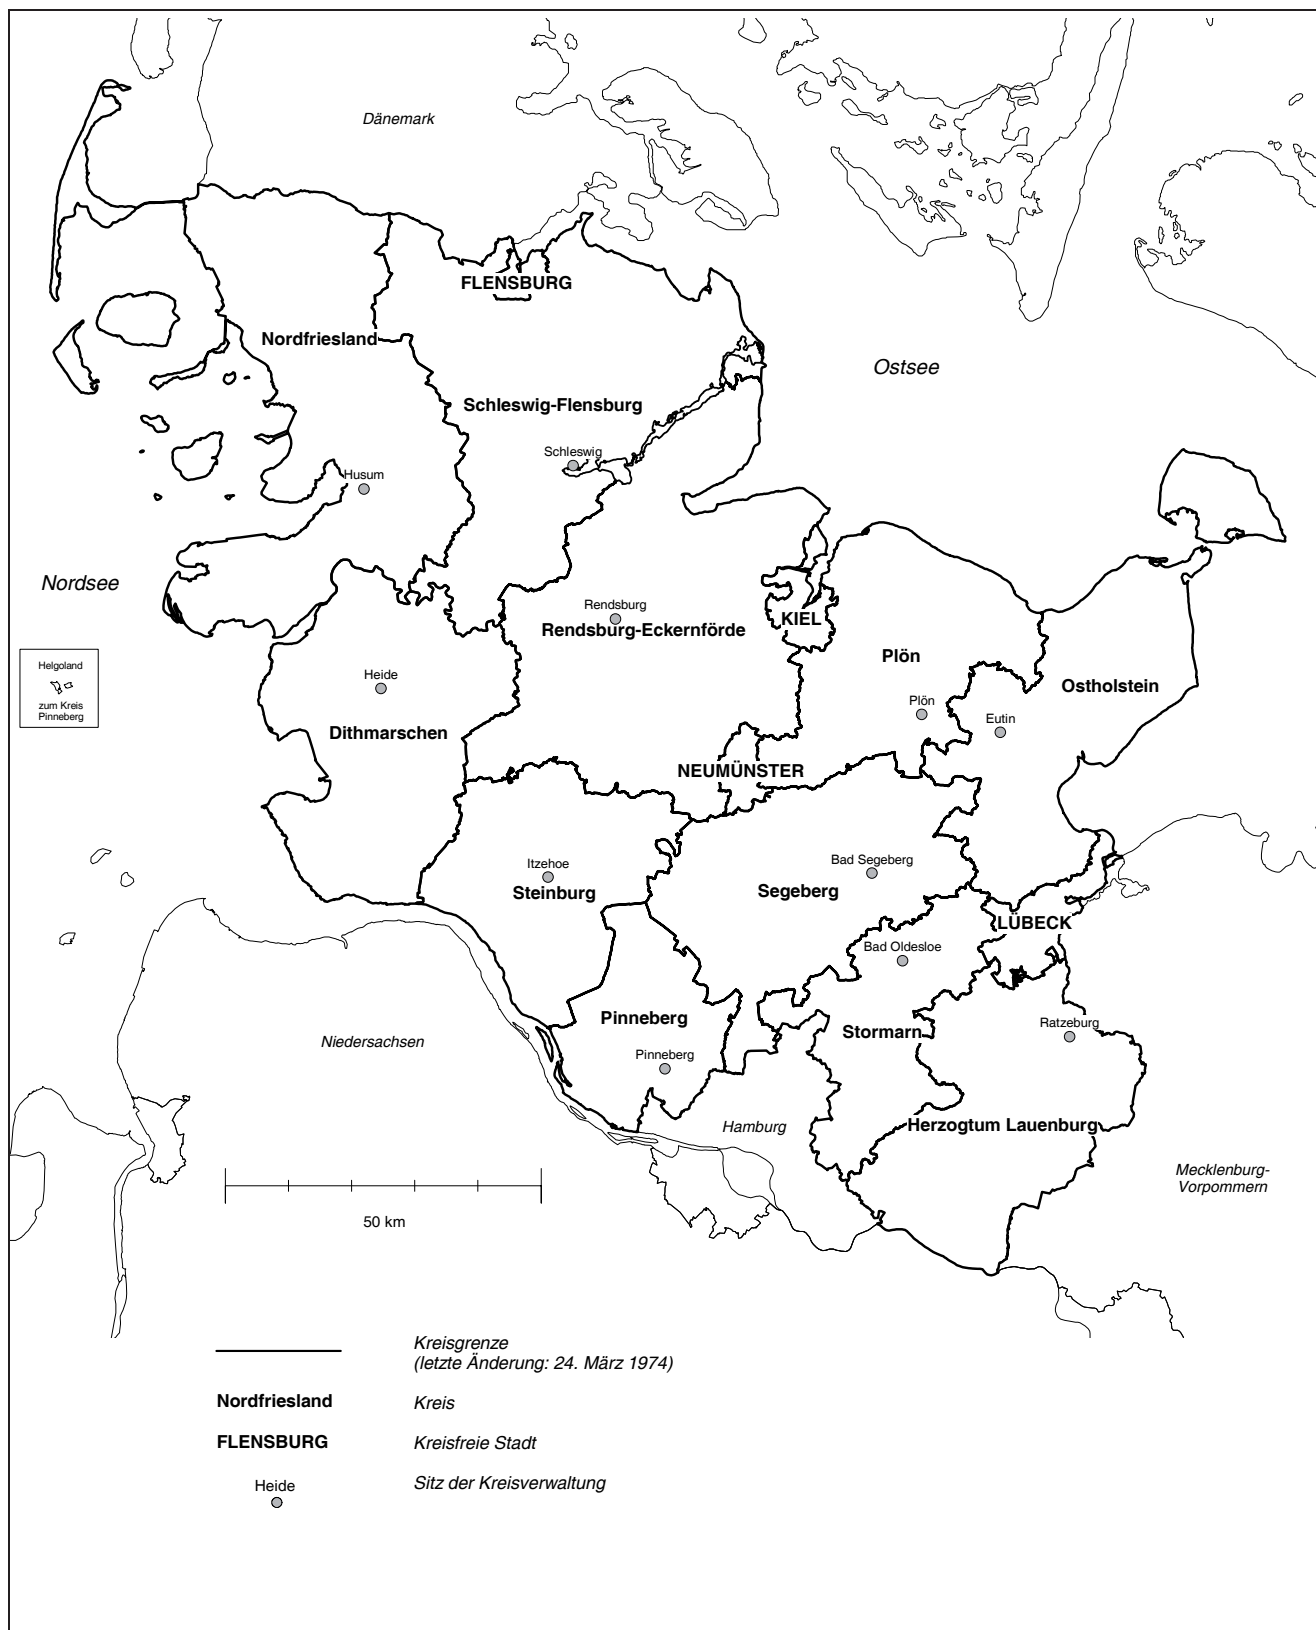 Dänemark
FLENSBURG
Nordfriesland
Ostsee
Schleswig-Flensburg
Schleswig
Husum
Nordsee
Rendsburg
Rendsburg-Eckernförde
KIEL
Plön
Helgoland
zum Kreis
Pinneberg
Heide
Ostholstein
Plön
Eutin
Dithmarschen
NEUMÜNSTER
Itzehoe
Steinburg
Bad Segeberg
Segeberg
LÜBECK
Bad Oldesloe
Pinneberg
Stormarn
Ratzeburg
Niedersachsen
Pinneberg
Hamburg
Herzogtum Lauenburg
Mecklenburg-
Vorpommern
50 km
Kreisgrenze
(letzte Änderung: 24. März 1974)
Nordfriesland Kreis
FLENSBURG Kreisfreie Stadt
Heide Sitz der Kreisverwaltung